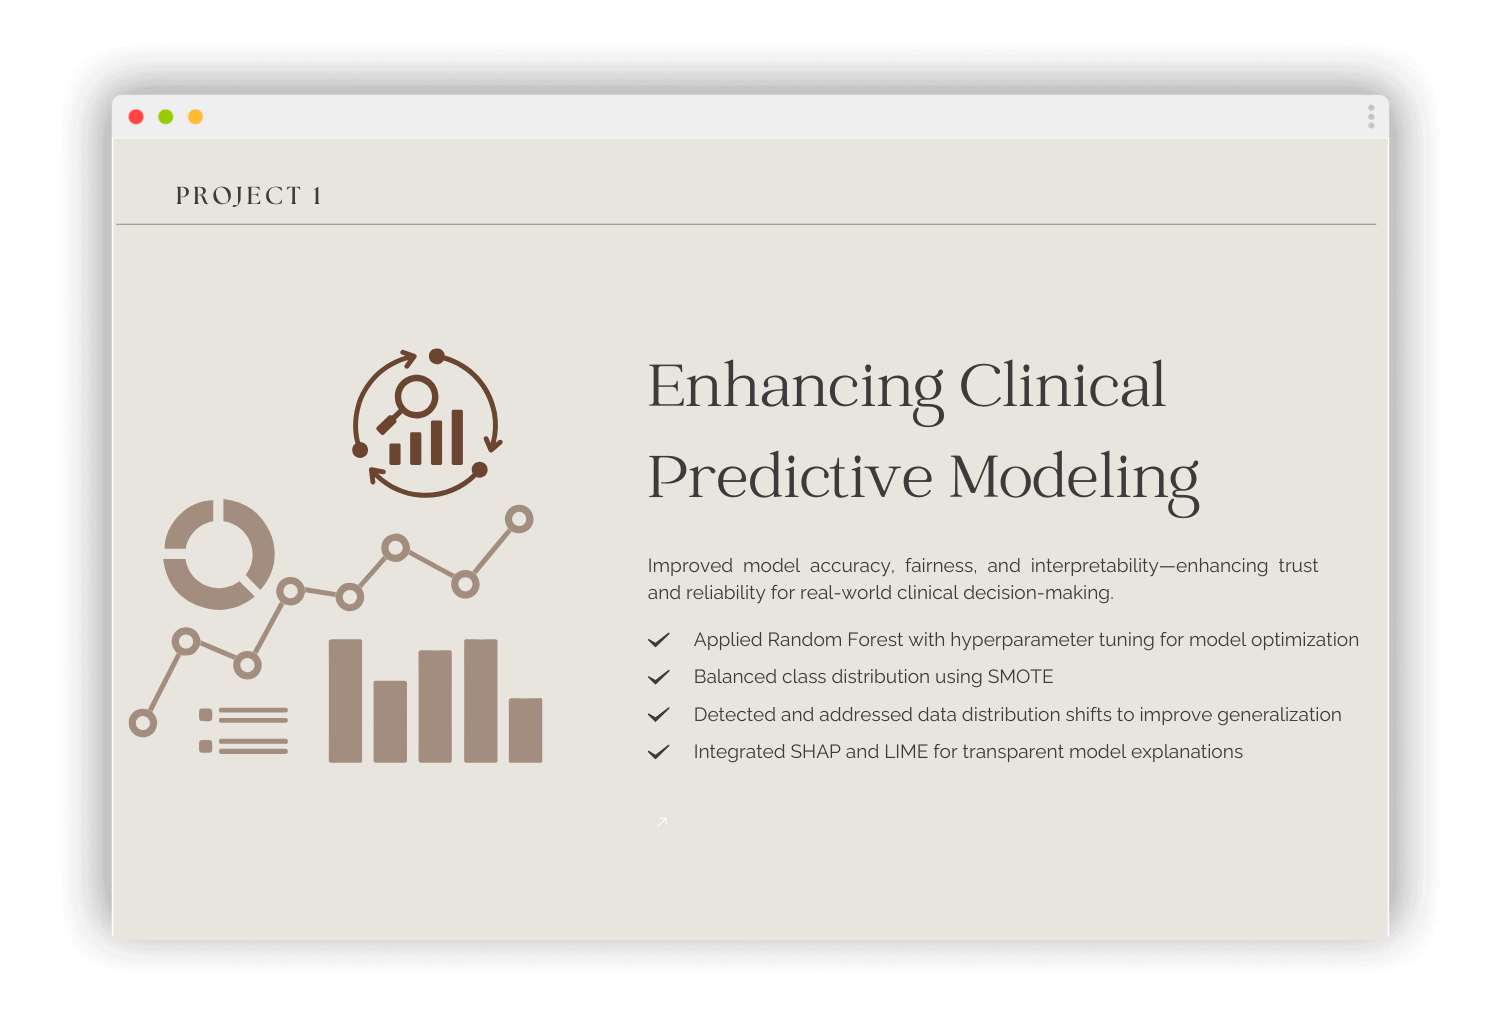 PROJECT 1
Enhancing Clinical
Predictive Modeling
Improved model accuracy, fairness, and interpretability—enhancing trust
and reliability for real-world clinical decision-making.
Applied Random Forest with hyperparameter tuning for model optimization
Balanced class distribution using SMOTE
Detected and addressed data distribution shifts to improve generalization
Integrated SHAP and LIME for transparent model explanations